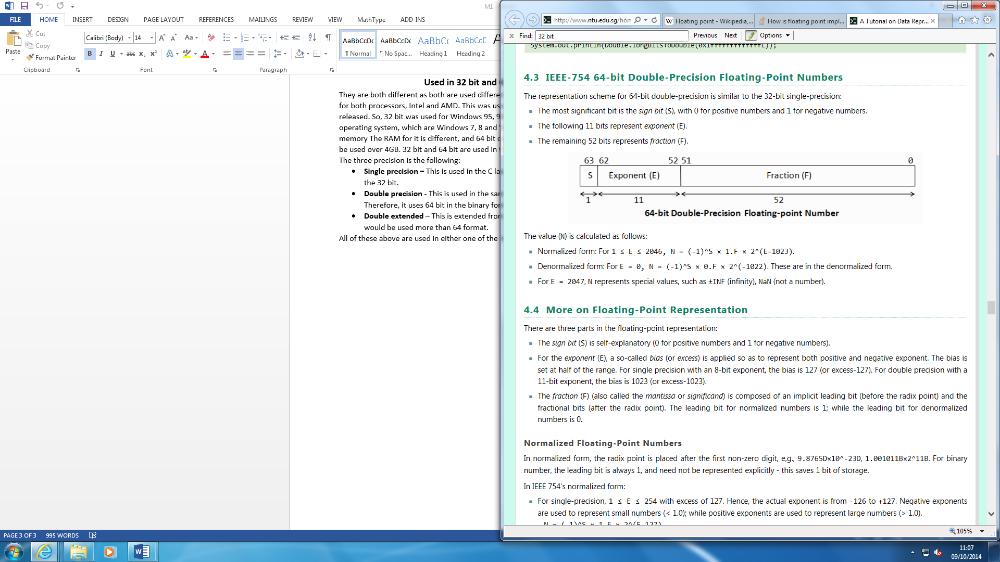 M1 -
FILE HOME INSERT DESIGN PAGE LAYOUT REFERENCES MAILINGS REVIEW VIEW MathType ADD-INS
Paste
Cut
Copy
Format Painter
Calibri (Body) 14
B I U abc x₂ x²
AaBbCcDc AaBbCcDc AaBbCc AaBbCcD
¶ Normal ¶ No Spac... Heading 1 Heading 2
Clipboard Font Paragraph
Used in 32 bit and
They are both different as both are used differe
for both processors, Intel and AMD. This was us
released. So, 32 bit was used for Windows 95, 9
operating system, which are Windows 7, 8 and
memory The RAM for it is different, and 64 bit
be used over 4GB. 32 bit and 64 bit are used in
The three precision is the following:
• Single precision – This is used in the C la
the 32 bit.
• Double precision - This is used in the sar
Therefore, it uses 64 bit in the binary for
• Double extended – This is extended fror
would be used more than 64 format.
All of these above are used in either one of the
PAGE 3 OF 3 995 WORDS
http://www.ntu.edu.sg/hom
Floating point - Wikipedia,...
How is floating point impl...
A Tutorial on Data Repr...
Find: 32 bit Previous Next Options
System.out.println(Double.longBitsToDouble(0x1fffffffffffffL));
4.3 IEEE-754 64-bit Double-Precision Floating-Point Numbers
The representation scheme for 64-bit double-precision is similar to the 32-bit single-precision:
The most significant bit is the sign bit (S), with 0 for positive numbers and 1 for negative numbers.
The following 11 bits represent exponent (E).
The remaining 52 bits represents fraction (F).
63 62 52 51 0
S Exponent (E) Fraction (F)
1 11 52
64-bit Double-Precision Floating-point Number
The value (N) is calculated as follows:
Normalized form: For 1 ≤ E ≤ 2046, N = (-1)^S × 1.F × 2^(E-1023).
Denormalized form: For E = 0, N = (-1)^S × 0.F × 2^(-1022). These are in the denormalized form.
For E = 2047, N represents special values, such as ±INF (infinity), NaN (not a number).
4.4 More on Floating-Point Representation
There are three parts in the floating-point representation:
The sign bit (S) is self-explanatory (0 for positive numbers and 1 for negative numbers).
For the exponent (E), a so-called bias (or excess) is applied so as to represent both positive and negative exponent. The bias is
set at half of the range. For single precision with an 8-bit exponent, the bias is 127 (or excess-127). For double precision with a
11-bit exponent, the bias is 1023 (or excess-1023).
The fraction (F) (also called the mantissa or significand) is composed of an implicit leading bit (before the radix point) and the
fractional bits (after the radix point). The leading bit for normalized numbers is 1; while the leading bit for denormalized
numbers is 0.
Normalized Floating-Point Numbers
In normalized form, the radix point is placed after the first non-zero digit, e,g., 9.8765D×10^-23D, 1.001011B×2^11B. For binary
number, the leading bit is always 1, and need not be represented explicitly - this saves 1 bit of storage.
In IEEE 754's normalized form:
For single-precision, 1 ≤ E ≤ 254 with excess of 127. Hence, the actual exponent is from -126 to +127. Negative exponents
are used to represent small numbers (< 1.0); while positive exponents are used to represent large numbers (> 1.0).
N = (-1)^S × 1.F × 2^(E-127)
105%
11:07
09/10/2014